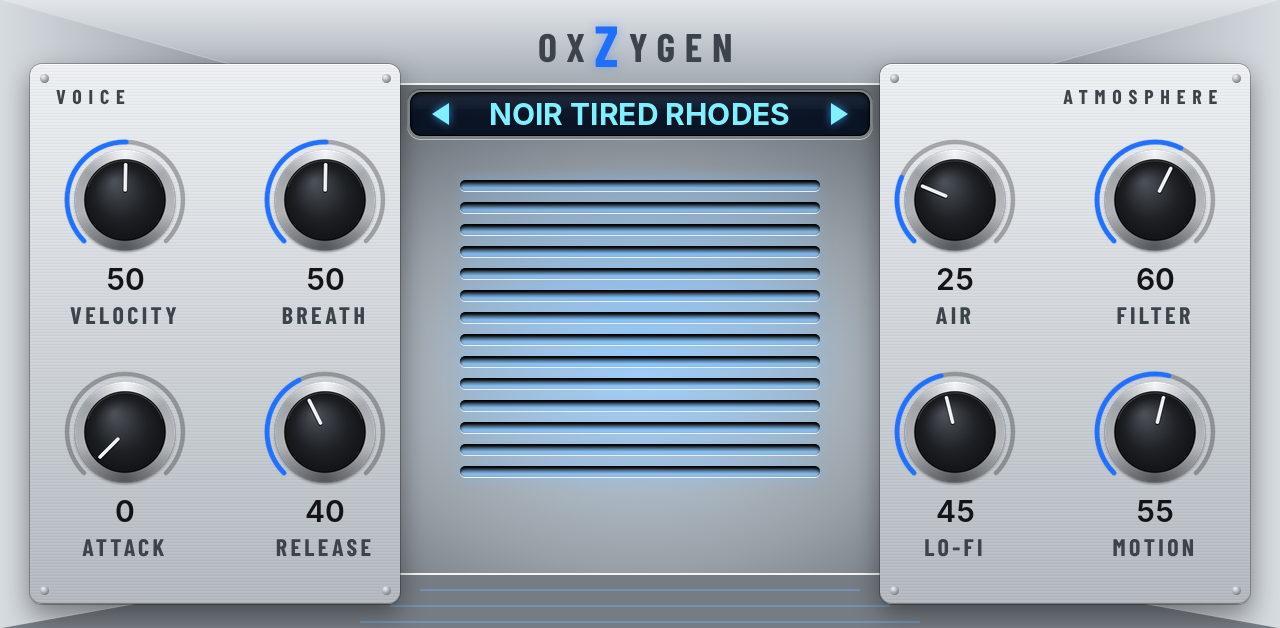 OXZYGEN
VOICE
NOIR TIRED RHODES
ATMOSPHERE
50
50
25
60
VELOCITY
BREATH
AIR
FILTER
0
40
45
55
ATTACK
RELEASE
LO-FI
MOTION